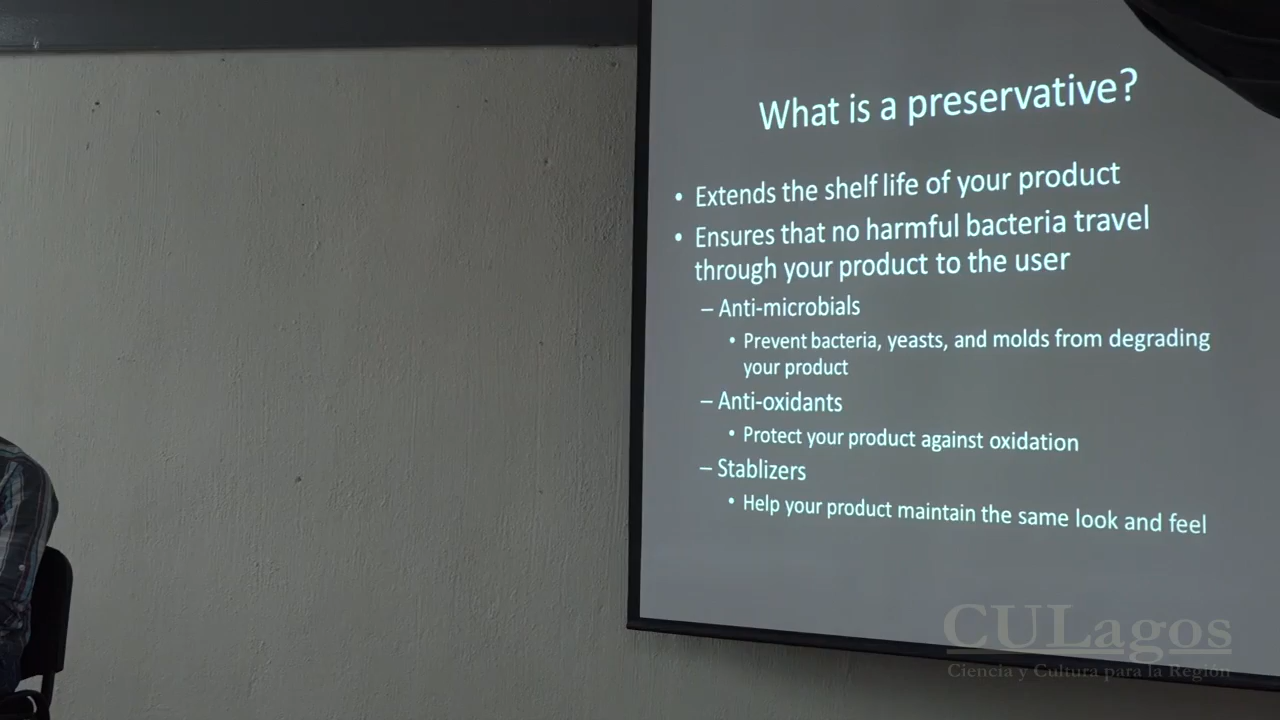 What is a preservative?
• Extends the shelf life of your product
• Ensures that no harmful bacteria travel
through your product to the user
– Anti-microbials
• Prevent bacteria, yeasts, and molds from degrading
your product
– Anti-oxidants
• Protect your product against oxidation
– Stablizers
• Help your product maintain the same look and feel
CULagos
Ciencia y Cultura para la Región